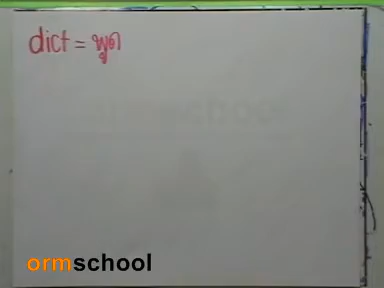 dict = พูด
ormschool